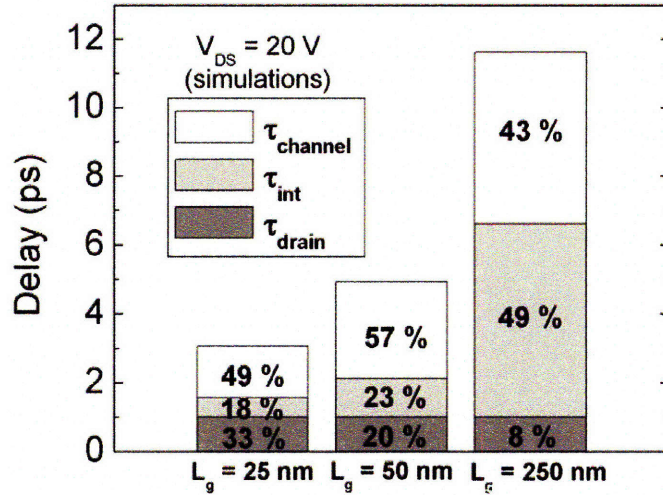 12
10
8
6
4
2
0
Delay (ps)
V_DS = 20 V
(simulations)
τ_channel
τ_int
τ_drain
49 %
18 %
33 %
57 %
23 %
20 %
43 %
49 %
8 %
L_g = 25 nm
L_g = 50 nm
L_g = 250 nm